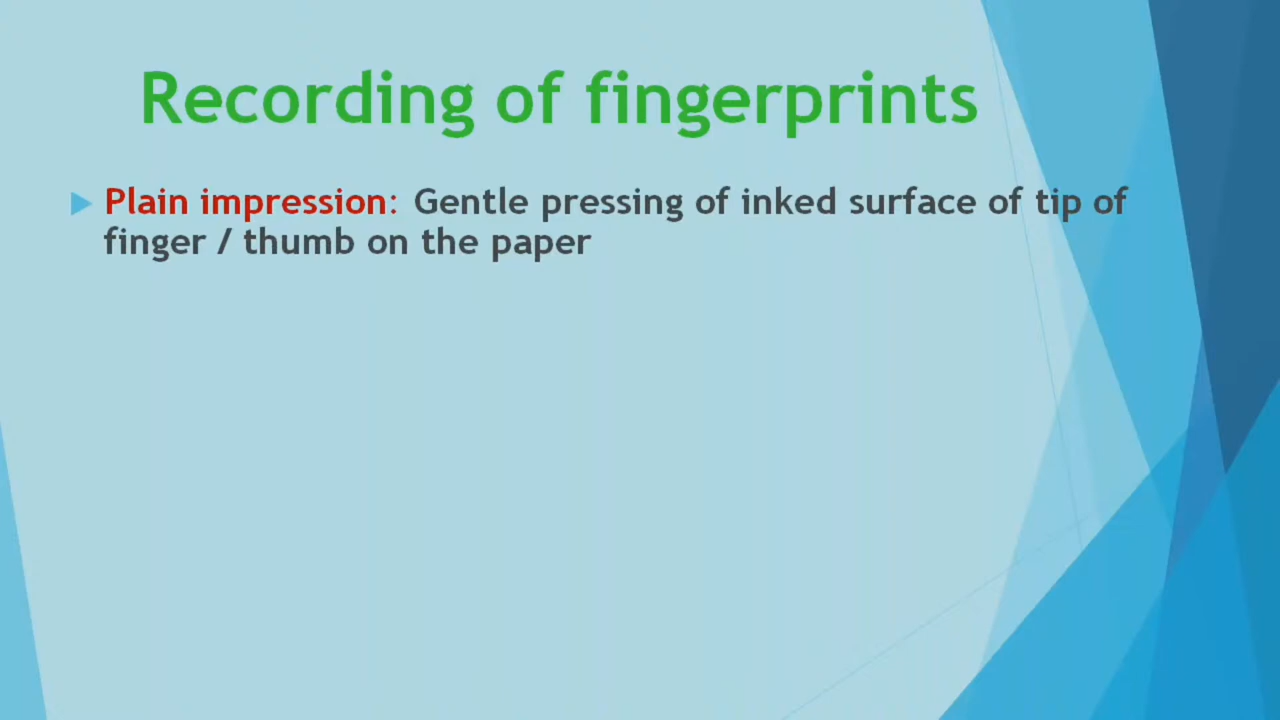 Recording of fingerprints
Plain impression: Gentle pressing of inked surface of tip of
finger / thumb on the paper